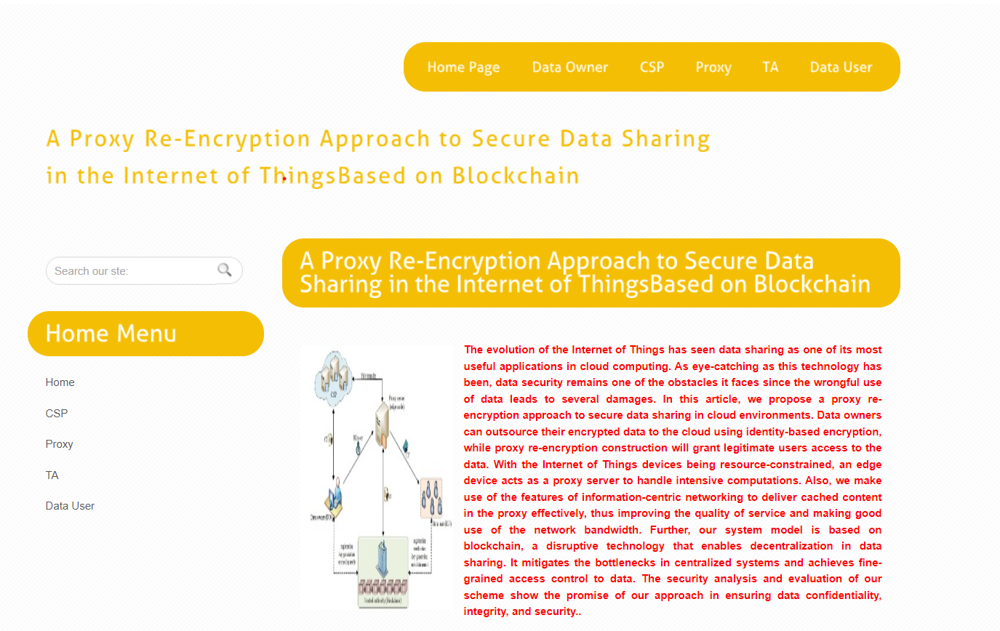 Home Page Data Owner CSP Proxy TA Data User
A Proxy Re-Encryption Approach to Secure Data Sharing
in the Internet of ThingsBased on Blockchain
Search our ste:
Home Menu
Home
CSP
Proxy
TA
Data User
A Proxy Re-Encryption Approach to Secure Data
Sharing in the Internet of ThingsBased on Blockchain
CSP
Proxy server
(edge node)
Trusted authority (blockchain)
The evolution of the Internet of Things has seen data sharing as one of its most
useful applications in cloud computing. As eye-catching as this technology has
been, data security remains one of the obstacles it faces since the wrongful use
of data leads to several damages. In this article, we propose a proxy re-
encryption approach to secure data sharing in cloud environments. Data owners
can outsource their encrypted data to the cloud using identity-based encryption,
while proxy re-encryption construction will grant legitimate users access to the
data. With the Internet of Things devices being resource-constrained, an edge
device acts as a proxy server to handle intensive computations. Also, we make
use of the features of information-centric networking to deliver cached content
in the proxy effectively, thus improving the quality of service and making good
use of the network bandwidth. Further, our system model is based on
blockchain, a disruptive technology that enables decentralization in data
sharing. It mitigates the bottlenecks in centralized systems and achieves fine-
grained access control to data. The security analysis and evaluation of our
scheme show the promise of our approach in ensuring data confidentiality,
integrity, and security..